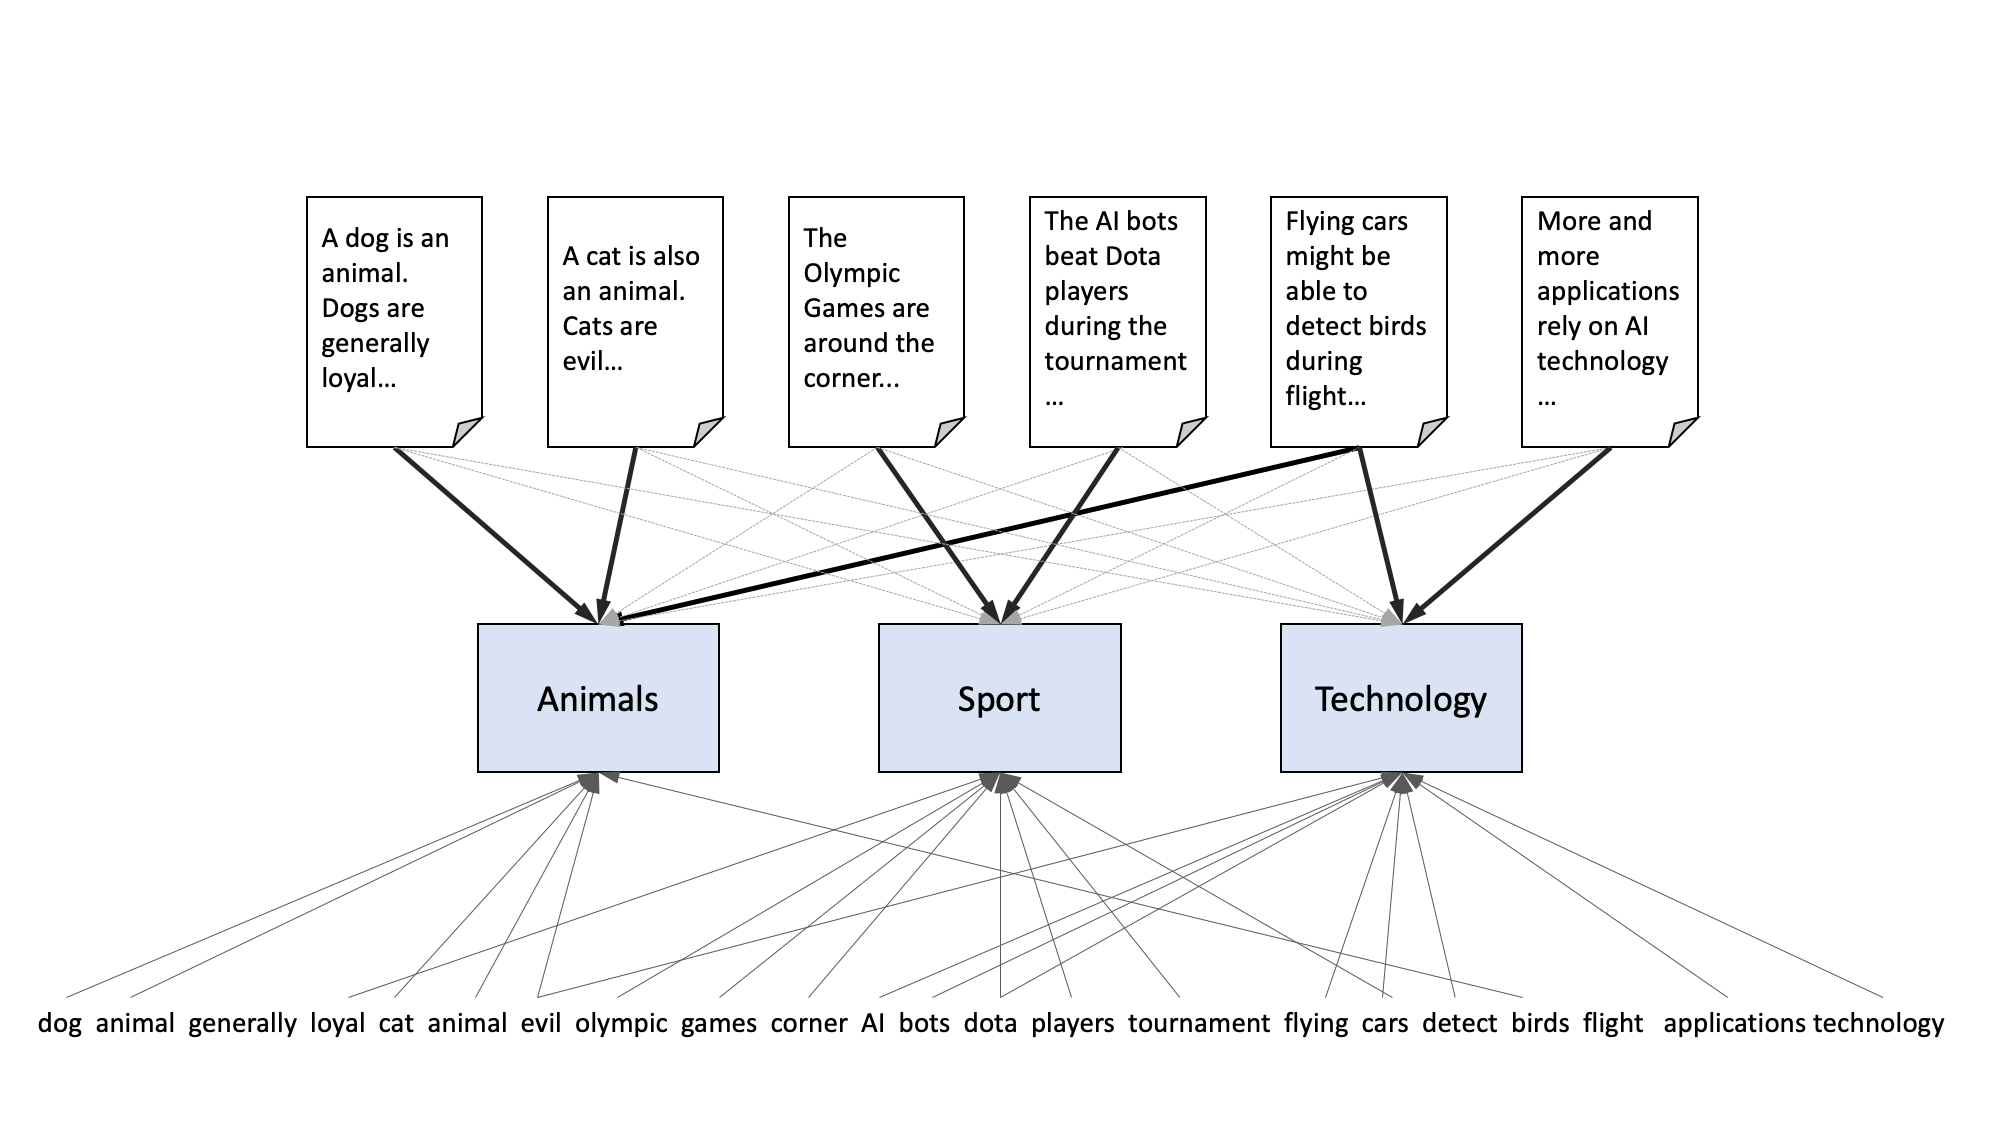 A dog is an
animal.
Dogs are
generally
loyal…
A cat is also
an animal.
Cats are
evil…
The
Olympic
Games are
around the
corner...
The AI bots
beat Dota
players
during the
tournament
…
Flying cars
might be
able to
detect birds
during
flight…
More and
more
applications
rely on AI
technology
…
Animals
Sport
Technology
dog animal generally loyal cat animal evil olympic games corner AI bots dota players tournament flying cars detect birds flight applications technology